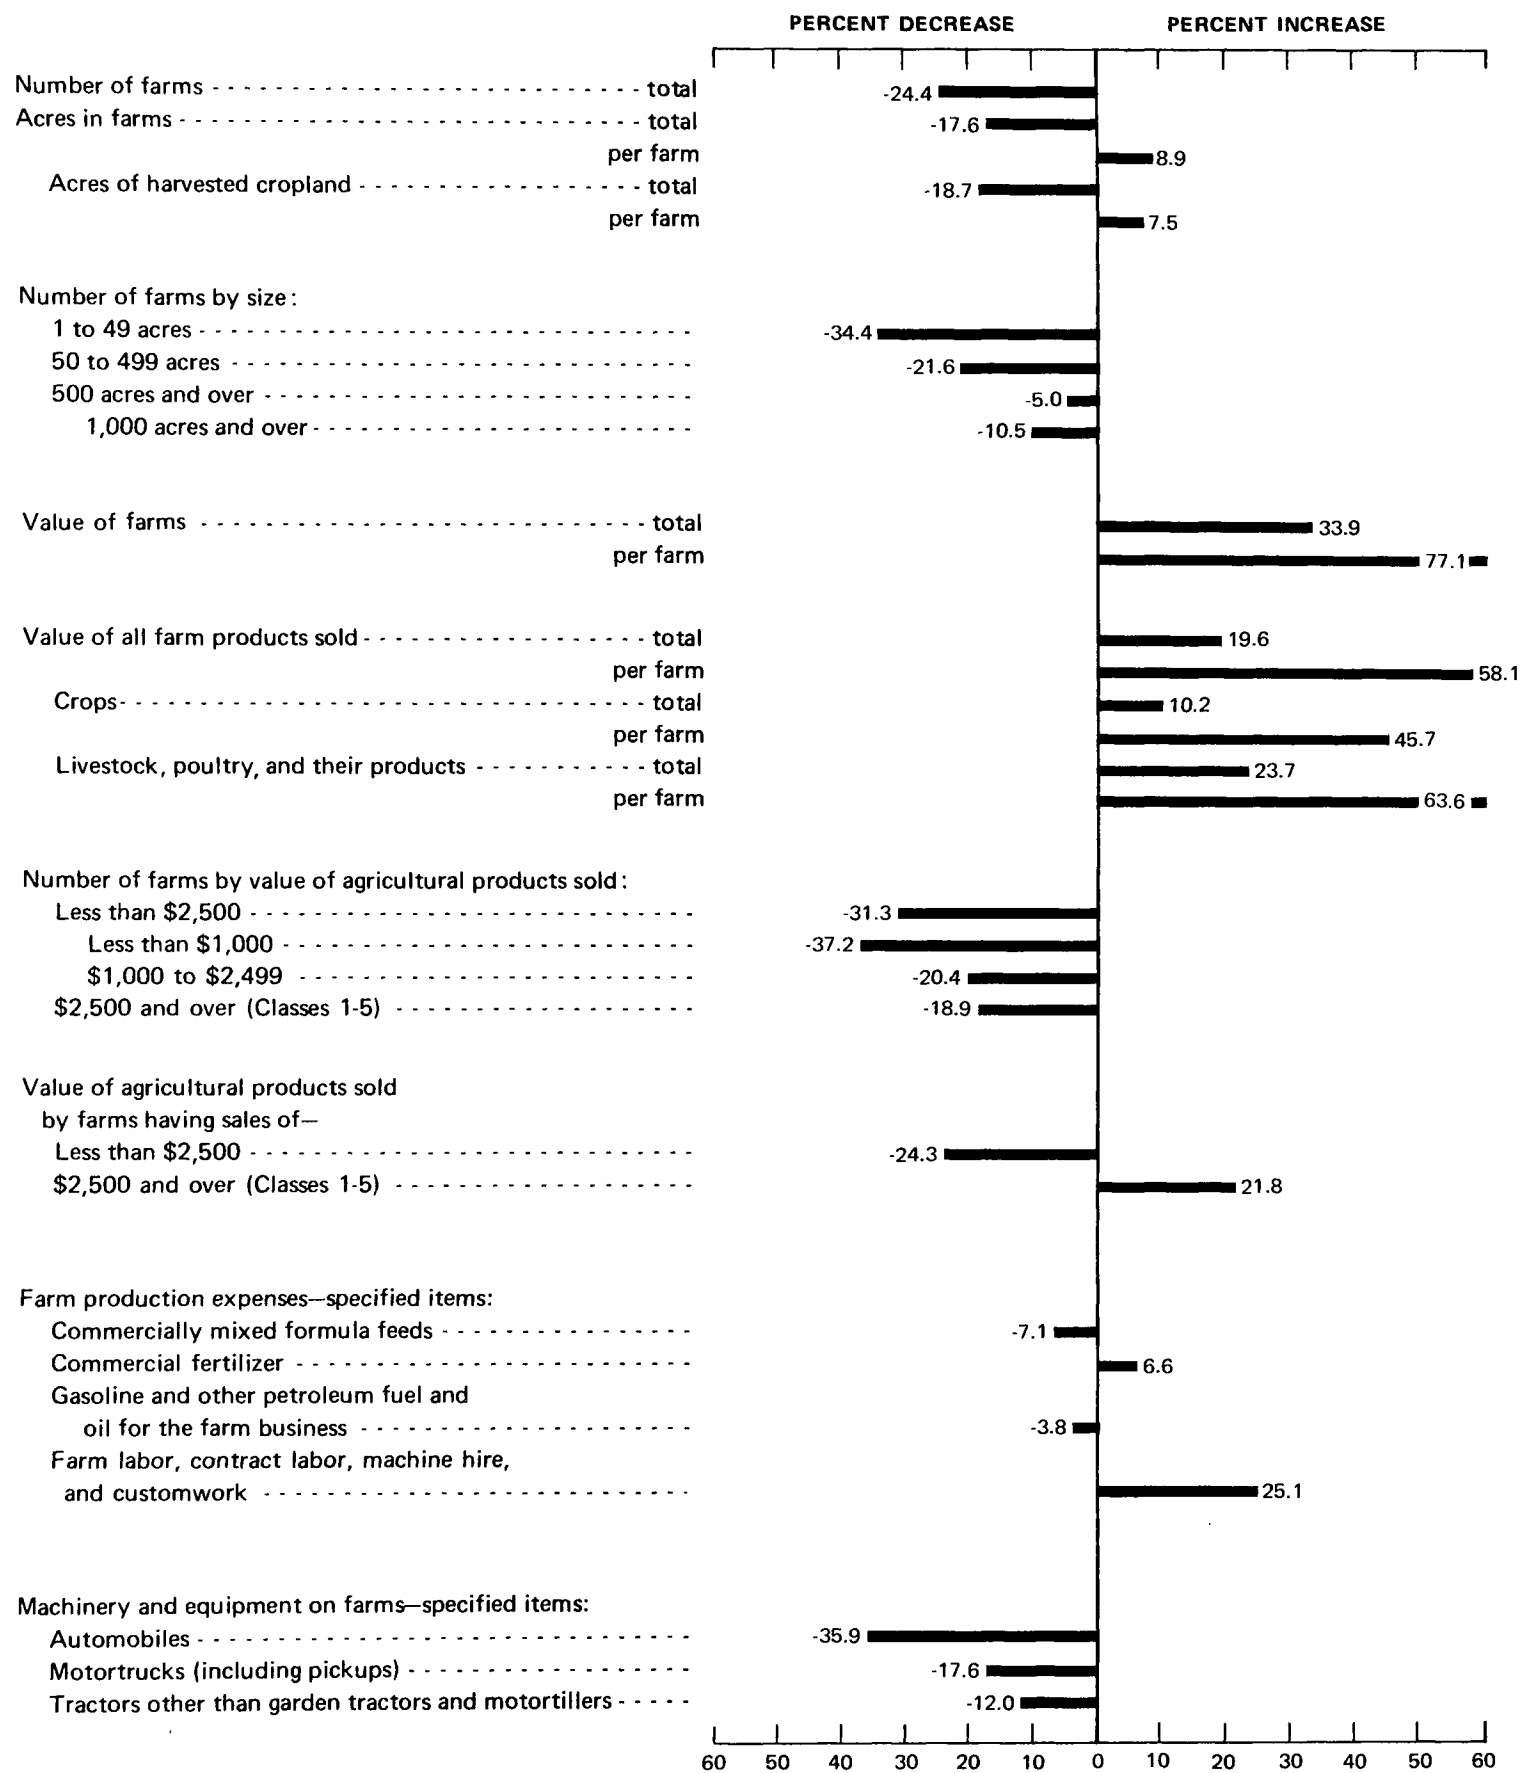 PERCENT DECREASE PERCENT INCREASE
Number of farms - - - - - - - - - - - - - - - - - - - - - - - - - - - total -24.4
Acres in farms - - - - - - - - - - - - - - - - - - - - - - - - - - - - - total -17.6
per farm 8.9
Acres of harvested cropland - - - - - - - - - - - - - - - - - - total -18.7
per farm 7.5
Number of farms by size:
1 to 49 acres - - - - - - - - - - - - - - - - - - - - - - - - - - - - - - - -34.4
50 to 499 acres - - - - - - - - - - - - - - - - - - - - - - - - - - - - - -21.6
500 acres and over - - - - - - - - - - - - - - - - - - - - - - - - - - - -5.0
1,000 acres and over - - - - - - - - - - - - - - - - - - - - - - - - -10.5
Value of farms - - - - - - - - - - - - - - - - - - - - - - - - - - - - total 33.9
per farm 77.1
Value of all farm products sold - - - - - - - - - - - - - - - - - - total 19.6
per farm 58.1
Crops - - - - - - - - - - - - - - - - - - - - - - - - - - - - - - - - - total 10.2
per farm 45.7
Livestock, poultry, and their products - - - - - - - - - - - total 23.7
per farm 63.6
Number of farms by value of agricultural products sold:
Less than $2,500 - - - - - - - - - - - - - - - - - - - - - - - - - - - - -31.3
Less than $1,000 - - - - - - - - - - - - - - - - - - - - - - - - - - -37.2
$1,000 to $2,499 - - - - - - - - - - - - - - - - - - - - - - - - - -20.4
$2,500 and over (Classes 1-5) - - - - - - - - - - - - - - - - - - - -18.9
Value of agricultural products sold
by farms having sales of—
Less than $2,500 - - - - - - - - - - - - - - - - - - - - - - - - - - - - -24.3
$2,500 and over (Classes 1-5) - - - - - - - - - - - - - - - - - - - 21.8
Farm production expenses—specified items:
Commercially mixed formula feeds - - - - - - - - - - - - - - - - -7.1
Commercial fertilizer - - - - - - - - - - - - - - - - - - - - - - - - - 6.6
Gasoline and other petroleum fuel and
oil for the farm business - - - - - - - - - - - - - - - - - - - - - -3.8
Farm labor, contract labor, machine hire,
and customwork - - - - - - - - - - - - - - - - - - - - - - - - - - - 25.1
Machinery and equipment on farms—specified items:
Automobiles - - - - - - - - - - - - - - - - - - - - - - - - - - - - - - - -35.9
Motortrucks (including pickups) - - - - - - - - - - - - - - - - - - -17.6
Tractors other than garden tractors and motortillers - - - - - -12.0
60 50 40 30 20 10 0 10 20 30 40 50 60